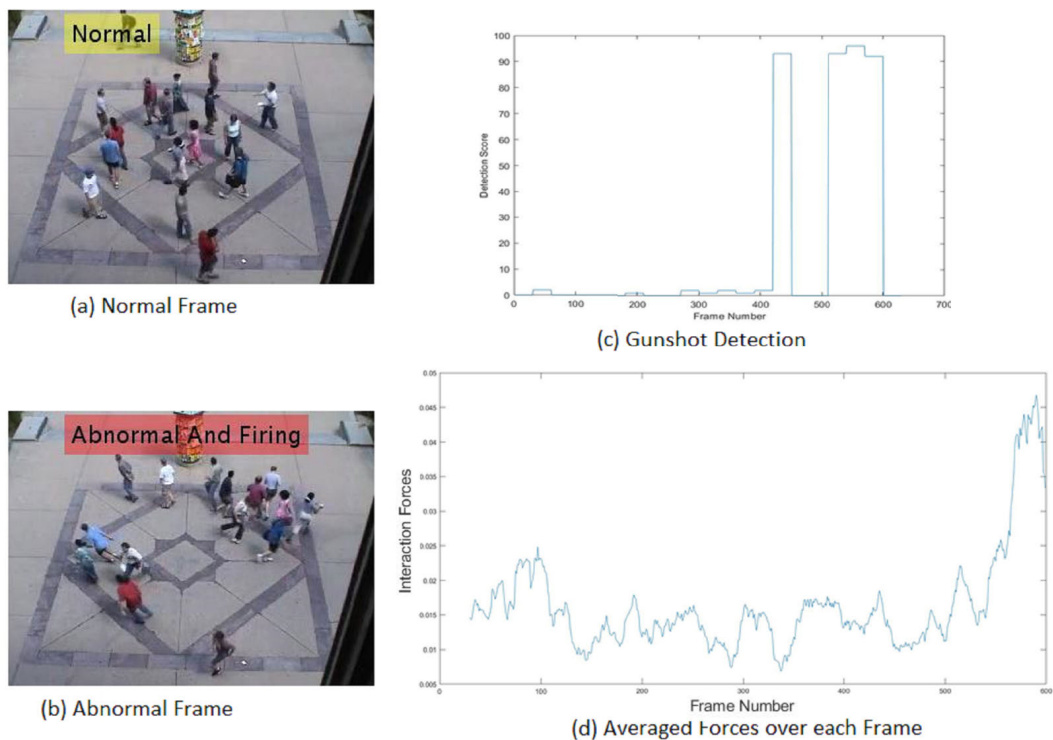 Normal
(a) Normal Frame
100
90
80
70
60
50
40
30
20
10
0
Detection Score
0 100 200 300 400 500 600 700
Frame Number
(c) Gunshot Detection
Abnormal And Firing
(b) Abnormal Frame
0.05
0.045
0.04
0.035
0.03
0.025
0.02
0.015
0.01
0.005
Interaction Forces
0 100 200 300 400 500 600
Frame Number
(d) Averaged Forces over each Frame